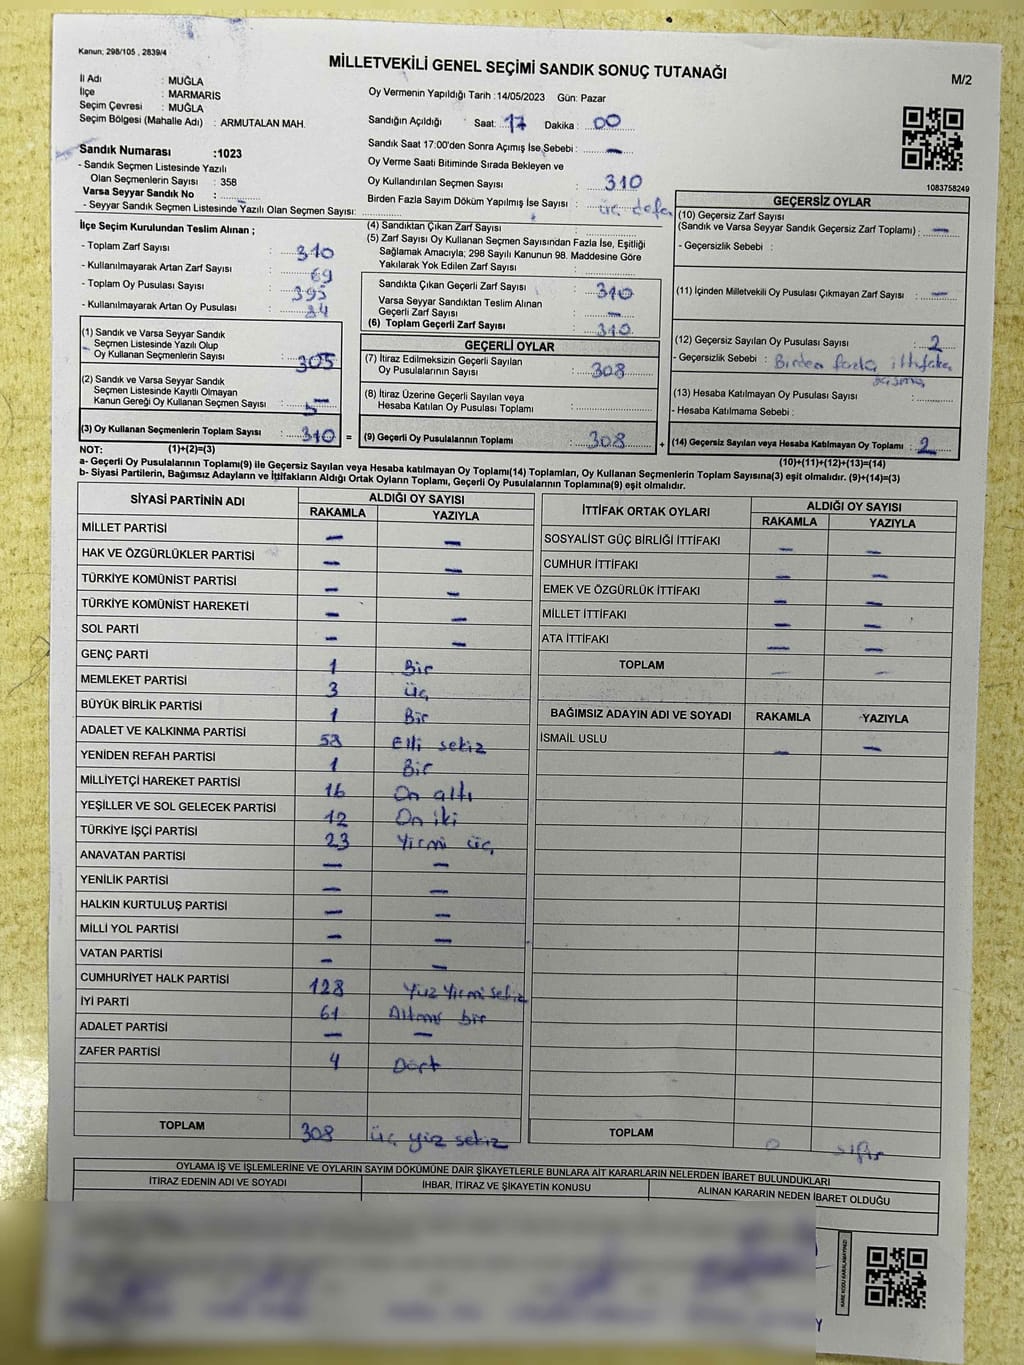 Kanun; 298/105 , 2839/4
MİLLETVEKİLİ GENEL SEÇİMİ SANDIK SONUÇ TUTANAĞI
M/2
İl Adı : MUĞLA
İlçe : MARMARIS
Seçim Çevresi : MUĞLA
Seçim Bölgesi (Mahalle Adı) : ARMUTALAN MAH.
Oy Vermenin Yapıldığı Tarih :14/05/2023 Gün: Pazar
Sandığın Açıldığı Saat: 17 Dakika : 00
Sandık Saat 17:00'den Sonra Açımış İse Sebebi : —
Oy Verme Saati Bitiminde Sırada Bekleyen ve
Oy Kullandırılan Seçmen Sayısı : 310
Birden Fazla Sayım Döküm Yapılmış İse Sayısı : üç defa
1083758249
Sandık Numarası :1023
- Sandık Seçmen Listesinde Yazılı
Olan Seçmenlerin Sayısı : 358
Varsa Seyyar Sandık No :
- Seyyar Sandık Seçmen Listesinde Yazılı Olan Seçmen Sayısı:
İlçe Seçim Kurulundan Teslim Alınan ;
- Toplam Zarf Sayısı : 310
- Kullanılmayarak Artan Zarf Sayısı : 69
- Toplam Oy Pusulası Sayısı : 395
- Kullanılmayarak Artan Oy Pusulası : 84
(1) Sandık ve Varsa Seyyar Sandık
Seçmen Listesinde Yazılı Olup
Oy Kullanan Seçmenlerin Sayısı : 305
(2) Sandık ve Varsa Seyyar Sandık
Seçmen Listesinde Kayıtlı Olmayan
Kanun Gereği Oy Kullanan Seçmen Sayısı : 5
(3) Oy Kullanan Seçmenlerin Toplam Sayısı : 310 =
(1)+(2)=(3)
(4) Sandıktan Çıkan Zarf Sayısı :
(5) Zarf Sayısı Oy Kullanan Seçmen Sayısından Fazla İse, Eşitliği
Sağlamak Amacıyla; 298 Sayılı Kanunun 98. Maddesine Göre
Yakılarak Yok Edilen Zarf Sayısı :
Sandıkta Çıkan Geçerli Zarf Sayısı : 310
Varsa Seyyar Sandıktan Teslim Alınan
Geçerli Zarf Sayısı : —
(6) Toplam Geçerli Zarf Sayısı : 310
GEÇERLİ OYLAR
(7) İtiraz Edilmeksizin Geçerli Sayılan
Oy Pusulalarının Sayısı : 308
(8) İtiraz Üzerine Geçerli Sayılan veya
Hesaba Katılan Oy Pusulası Toplamı :
(9) Geçerli Oy Pusulalarının Toplamı : 308 +
GEÇERSİZ OYLAR
(10) Geçersiz Zarf Sayısı
(Sandık ve Varsa Seyyar Sandık Geçersiz Zarf Toplamı) : —
- Geçersizlik Sebebi :
(11) İçinden Milletvekili Oy Pusulası Çıkmayan Zarf Sayısı : —
(12) Geçersiz Sayılan Oy Pusulası Sayısı : 2
- Geçersizlik Sebebi : Birden fazla ittifaka
basma
(13) Hesaba Katılmayan Oy Pusulası Sayısı :
- Hesaba Katılmama Sebebi :
(14) Geçersiz Sayılan veya Hesaba Katılmayan Oy Toplamı : 2
(10)+(11)+(12)+(13)=(14)
NOT:
a- Geçerli Oy Pusulalarının Toplamı(9) ile Geçersiz Sayılan veya Hesaba katılmayan Oy Toplamı(14) Toplamları, Oy Kullanan Seçmenlerin Toplam Sayısına(3) eşit olmalıdır. (9)+(14)=(3)
b- Siyasi Partilerin, Bağımsız Adayların ve İttifakların Aldığı Ortak Oyların Toplamı, Geçerli Oy Pusulalarının Toplamına(9) eşit olmalıdır.
SİYASİ PARTİNİN ADI ALDIĞI OY SAYISI
RAKAMLA YAZIYLA
MİLLET PARTİSİ — —
HAK VE ÖZGÜRLÜKLER PARTİSİ — —
TÜRKİYE KOMÜNİST PARTİSİ — —
TÜRKİYE KOMÜNİST HAREKETİ — —
SOL PARTİ — —
GENÇ PARTİ 1 Bir
MEMLEKET PARTİSİ 3 Üç
BÜYÜK BİRLİK PARTİSİ 1 Bir
ADALET VE KALKINMA PARTİSİ 58 Elli sekiz
YENİDEN REFAH PARTİSİ 1 Bir
MİLLİYETÇİ HAREKET PARTİSİ 16 On altı
YEŞİLLER VE SOL GELECEK PARTİSİ 12 On iki
TÜRKİYE İŞÇİ PARTİSİ 23 Yirmi üç
ANAVATAN PARTİSİ — —
YENİLİK PARTİSİ — —
HALKIN KURTULUŞ PARTİSİ — —
MİLLİ YOL PARTİSİ — —
VATAN PARTİSİ — —
CUMHURİYET HALK PARTİSİ 128 Yüz Yirmi sekiz
İYİ PARTİ 61 Altmış bir
ADALET PARTİSİ — —
ZAFER PARTİSİ 4 Dört
TOPLAM 308 üç yüz sekiz
İTTİFAK ORTAK OYLARI ALDIĞI OY SAYISI
RAKAMLA YAZIYLA
SOSYALİST GÜÇ BİRLİĞİ İTTİFAKI — —
CUMHUR İTTİFAKI — —
EMEK VE ÖZGÜRLÜK İTTİFAKI — —
MİLLET İTTİFAKI — —
ATA İTTİFAKI — —
TOPLAM — —
BAĞIMSIZ ADAYIN ADI VE SOYADI RAKAMLA YAZIYLA
İSMAİL USLU — —
TOPLAM 0 sıfır
OYLAMA İŞ VE İŞLEMLERİNE VE OYLARIN SAYIM DÖKÜMÜNE DAİR ŞİKAYETLERLE BUNLARA AİT KARARLARIN NELERDEN İBARET BULUNDUKLARI
İTİRAZ EDENİN ADI VE SOYADI İHBAR, İTİRAZ VE ŞİKAYETİN KONUSU ALINAN KARARIN NEDEN İBARET OLDUĞU
KARE KODU KARALAMAYINIZ!